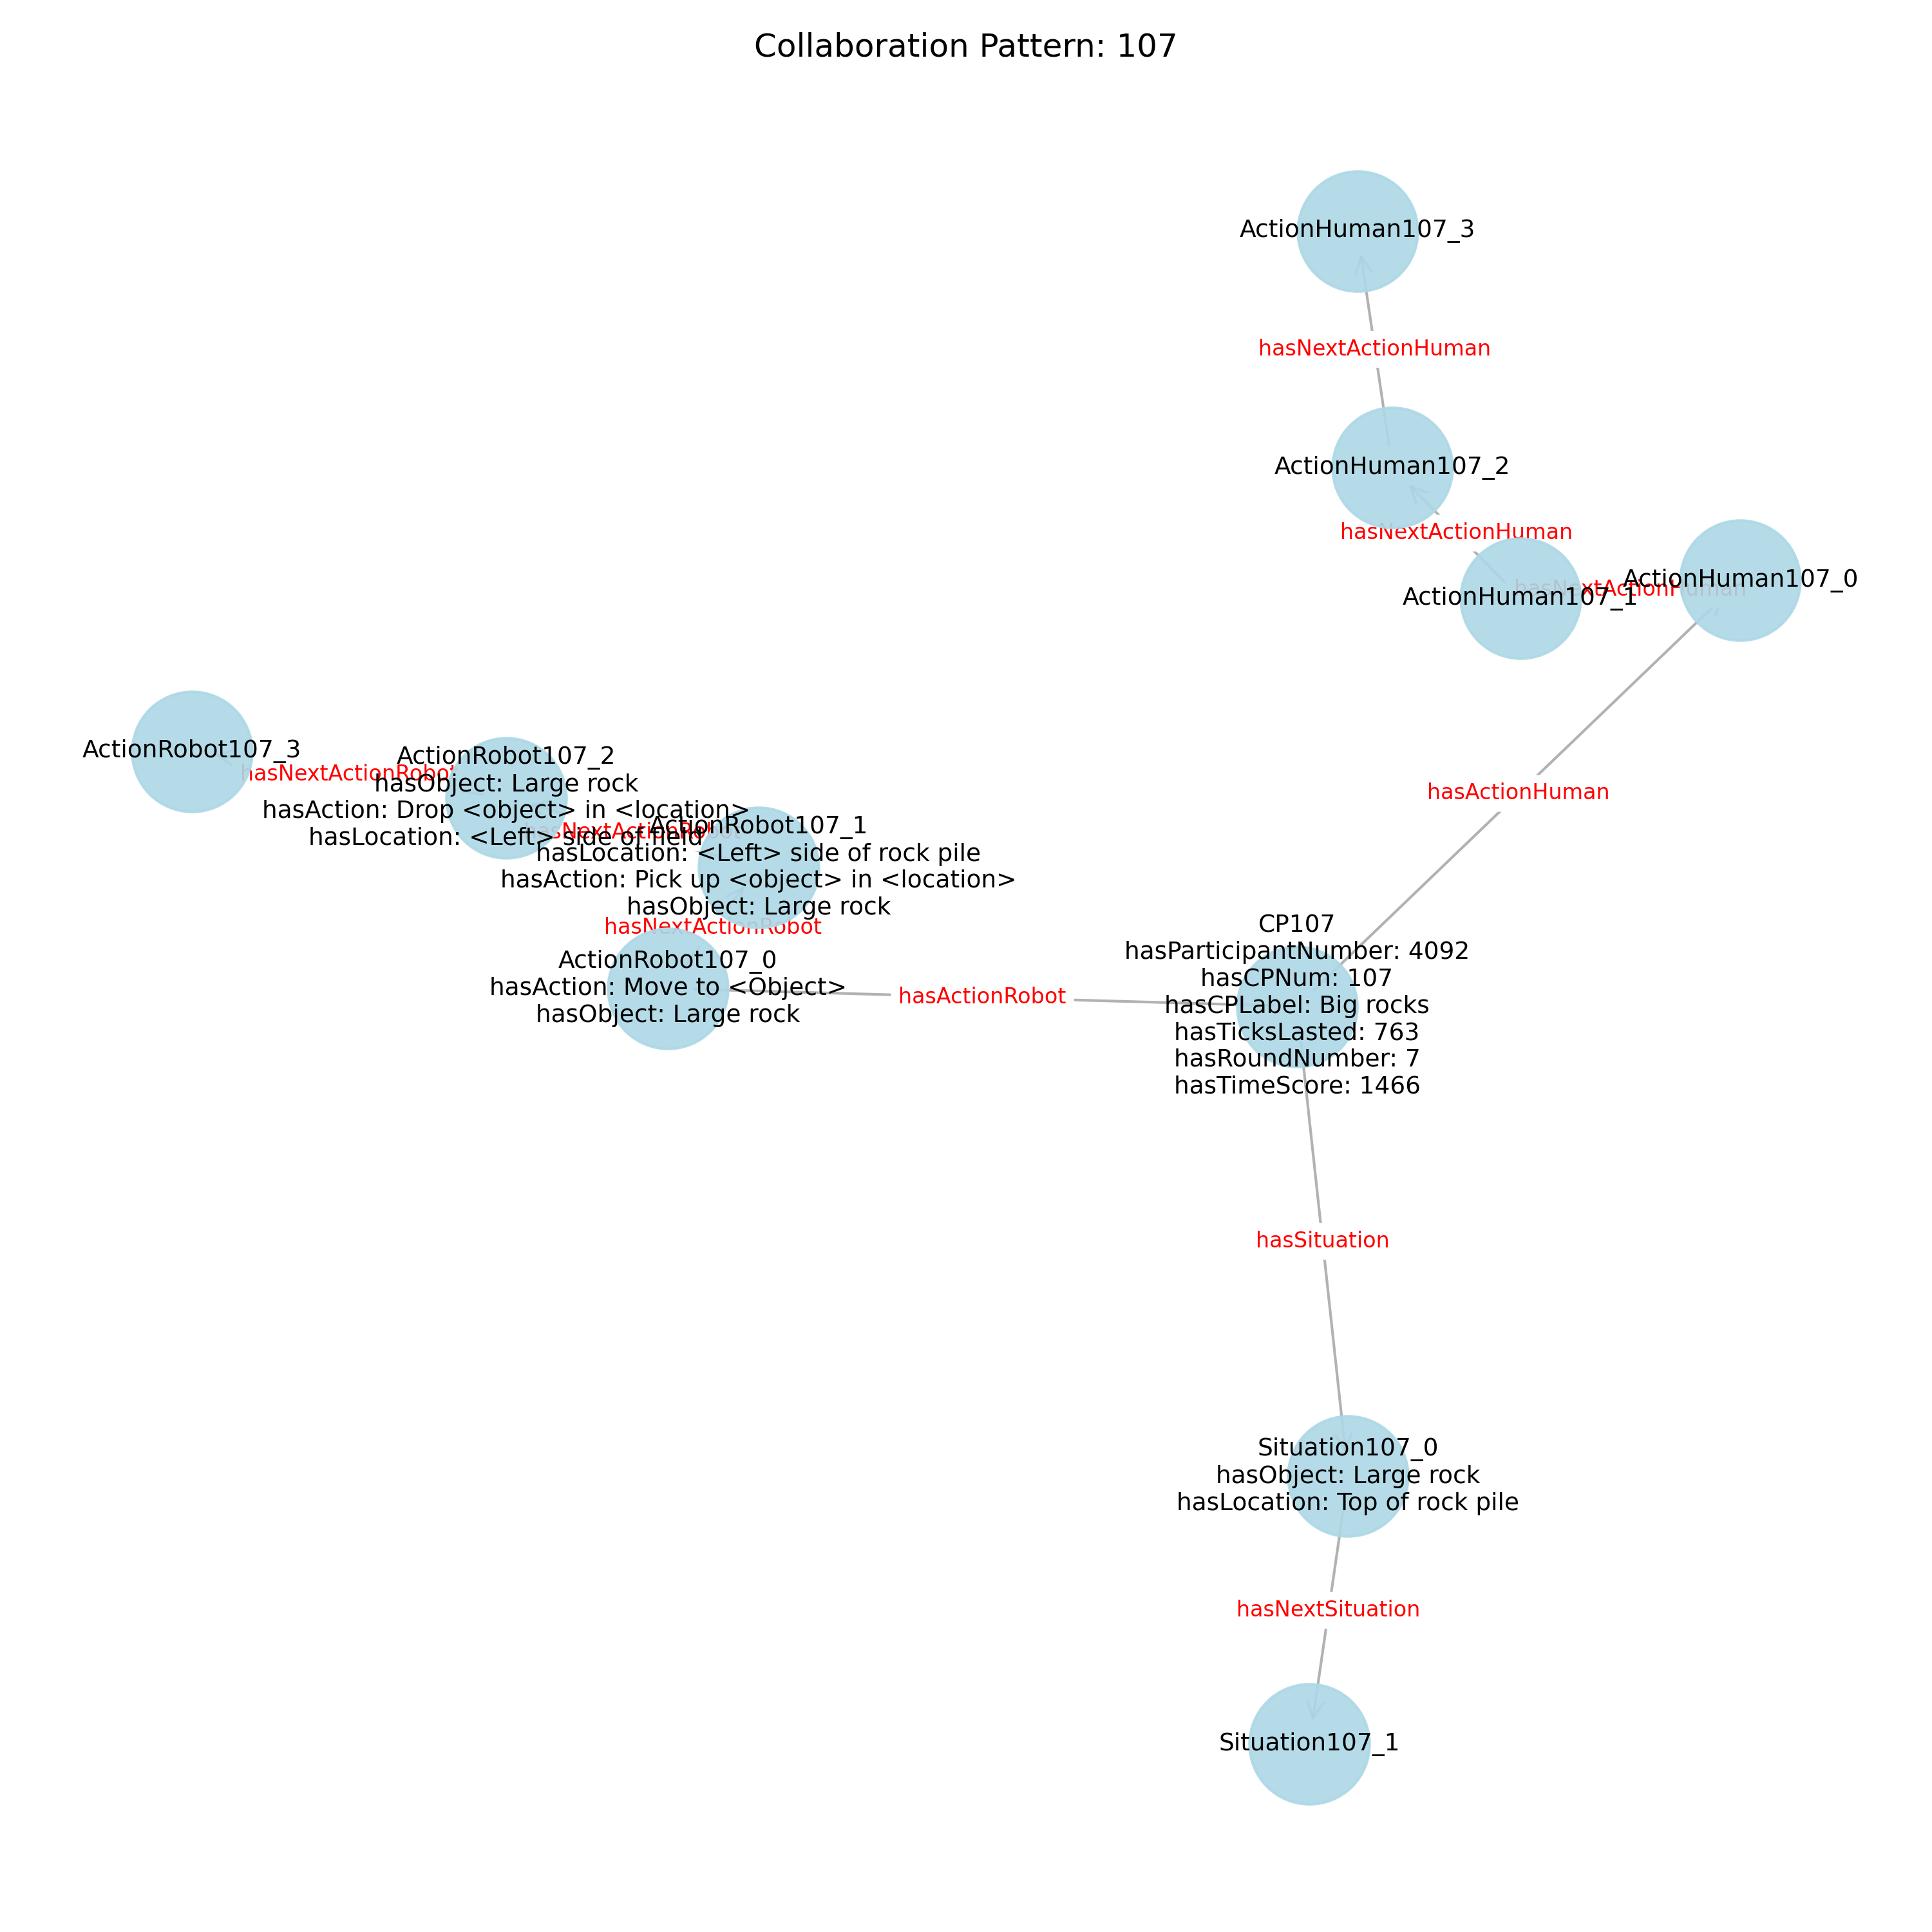 Collaboration Pattern: 107
ActionHuman107_3
hasNextActionHuman
ActionHuman107_2
hasNextActionHuman
ActionHuman107_0
hasNextActionHuman
ActionHuman107_1
ActionRobot107_3
hasNextActionRobot
ActionRobot107_2
hasObject: Large rock
hasAction: Drop <object> in <location>
hasLocation: <Left> side of field
hasNextActionRobot
ActionRobot107_1
hasLocation: <Left> side of rock pile
hasAction: Pick up <object> in <location>
hasObject: Large rock
hasNextActionRobot
hasActionHuman
ActionRobot107_0
hasAction: Move to <Object>
hasObject: Large rock
hasActionRobot
CP107
hasParticipantNumber: 4092
hasCPNum: 107
hasCPLabel: Big rocks
hasTicksLasted: 763
hasRoundNumber: 7
hasTimeScore: 1466
hasSituation
Situation107_0
hasObject: Large rock
hasLocation: Top of rock pile
hasNextSituation
Situation107_1